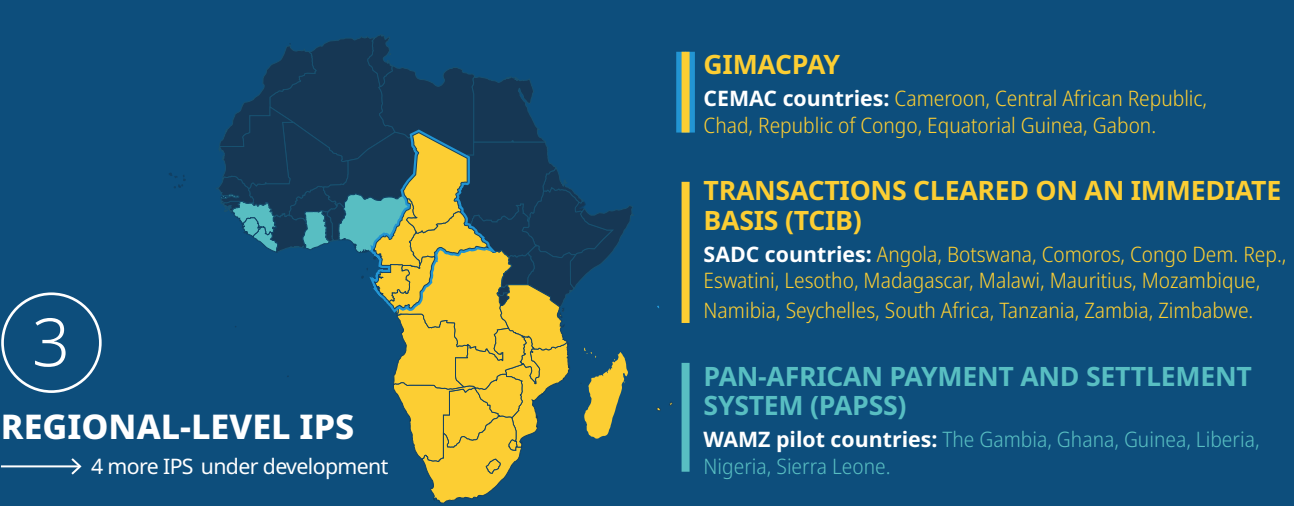 3
REGIONAL-LEVEL IPS
4 more IPS under development
GIMACPAY
CEMAC countries: Cameroon, Central African Republic,
Chad, Republic of Congo, Equatorial Guinea, Gabon.
TRANSACTIONS CLEARED ON AN IMMEDIATE
BASIS (TCIB)
SADC countries: Angola, Botswana, Comoros, Congo Dem. Rep.,
Eswatini, Lesotho, Madagascar, Malawi, Mauritius, Mozambique,
Namibia, Seychelles, South Africa, Tanzania, Zambia, Zimbabwe.
PAN-AFRICAN PAYMENT AND SETTLEMENT
SYSTEM (PAPSS)
WAMZ pilot countries: The Gambia, Ghana, Guinea, Liberia,
Nigeria, Sierra Leone.